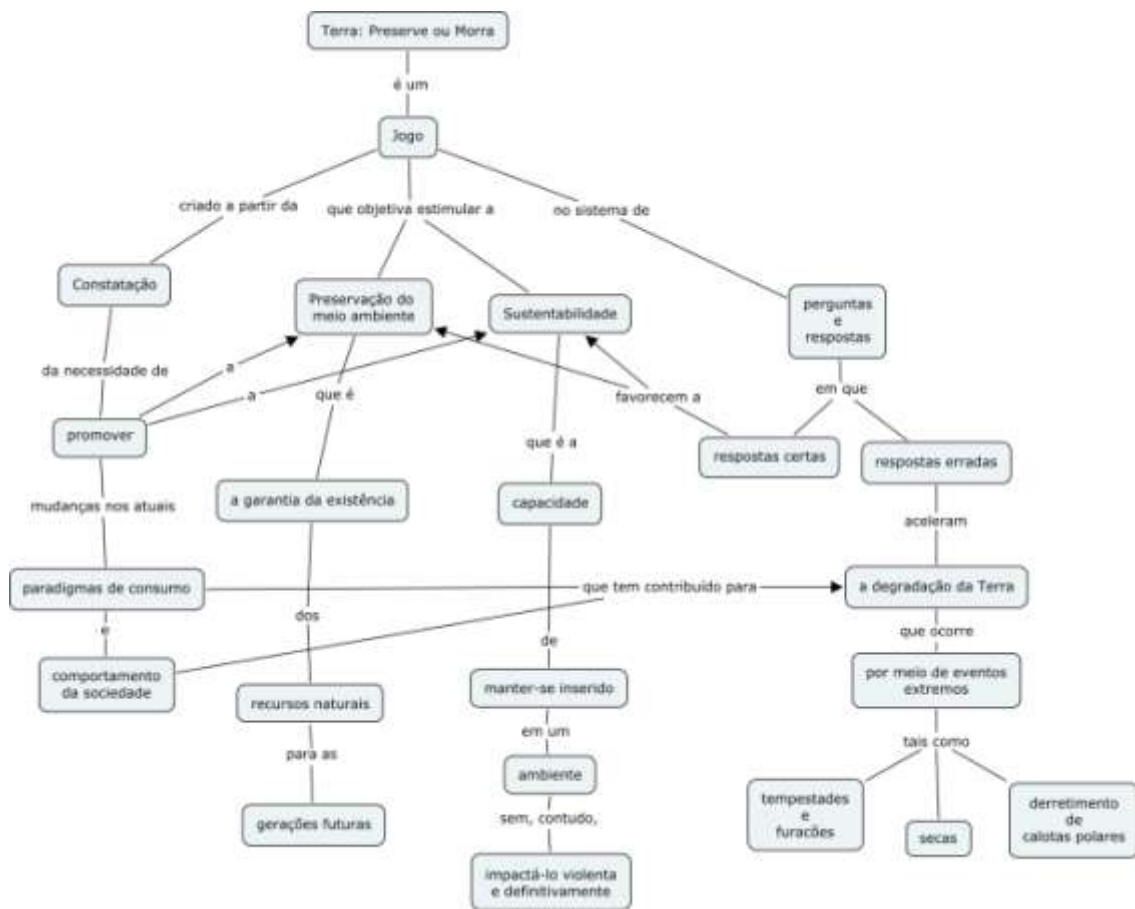 Terra: Preserve ou Morra
é um
Jogo
criado a partir da
que objetiva estimular a
no sistema de
Constatação
Preservação do
meio ambiente
Sustentabilidade
perguntas
e
respostas
da necessidade de
a
a
que é
favorecem a
em que
promover
que é a
respostas certas
respostas erradas
mudanças nos atuais
a garantia da existência
capacidade
aceleram
paradigmas de consumo
que tem contribuído para
a degradação da Terra
e
dos
de
que ocorre
comportamento
da sociedade
recursos naturais
manter-se inserido
por meio de eventos
extremos
para as
em um
tais como
ambiente
gerações futuras
sem, contudo,
tempestades
e
furacões
secas
derretimento
de
calotas polares
impactá-lo violenta
e definitivamente